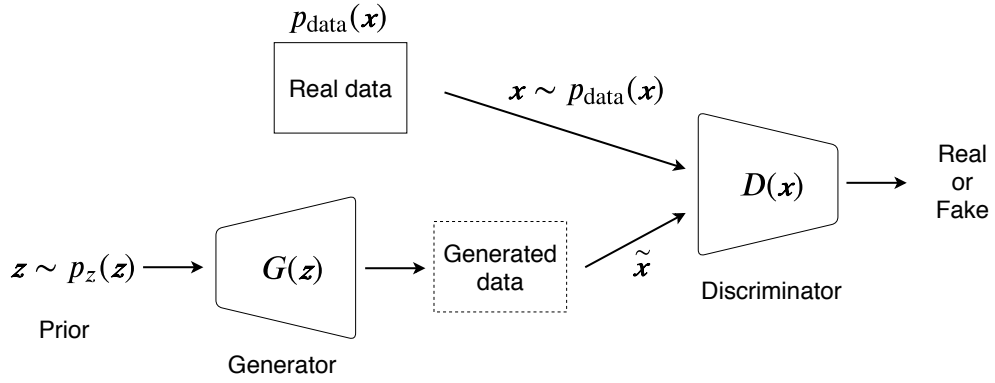 p_data(x)
Real data
x ∼ p_data(x)
D(x)
Real
or
Fake
Discriminator
z ∼ p_z(z)
Prior
G(z)
Generator
Generated
data
x̃